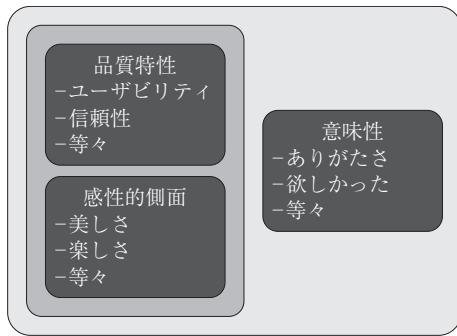 品質特性
−ユーザビリティ
−信頼性
−等々
感性的側面
−美しさ
−楽しさ
−等々
意味性
−ありがたさ
−欲しかった
−等々